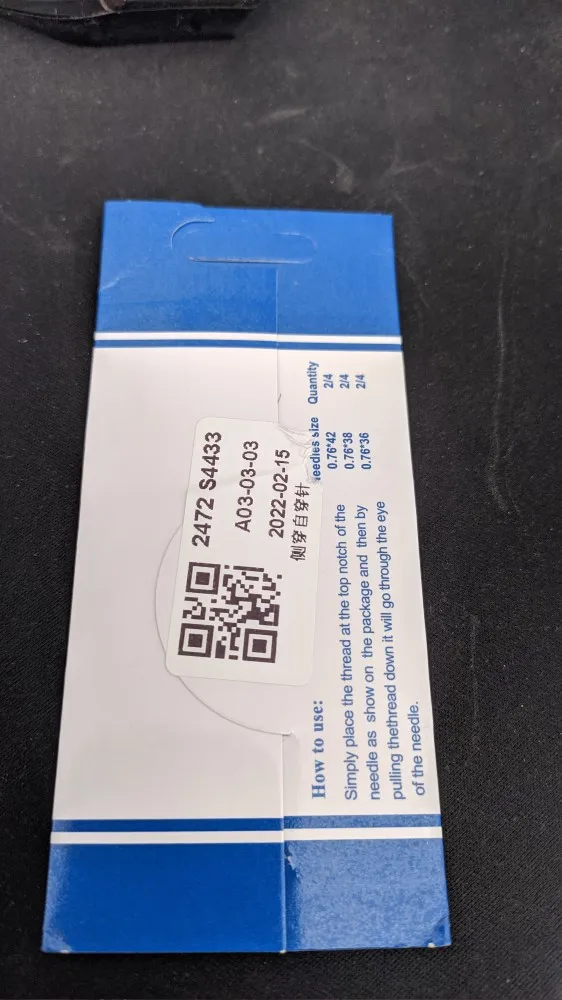 2472 S4433
A03-03-03
2022-02-15
侧穿自穿针
size Quantity
0.76*42 2/4
0.76*38 2/4
0.76*36 2/4
How to use:
Simply place the thread at the top notch of the
needle as show on the package and then by
pulling thethread down it will go through the eye
of the needle.